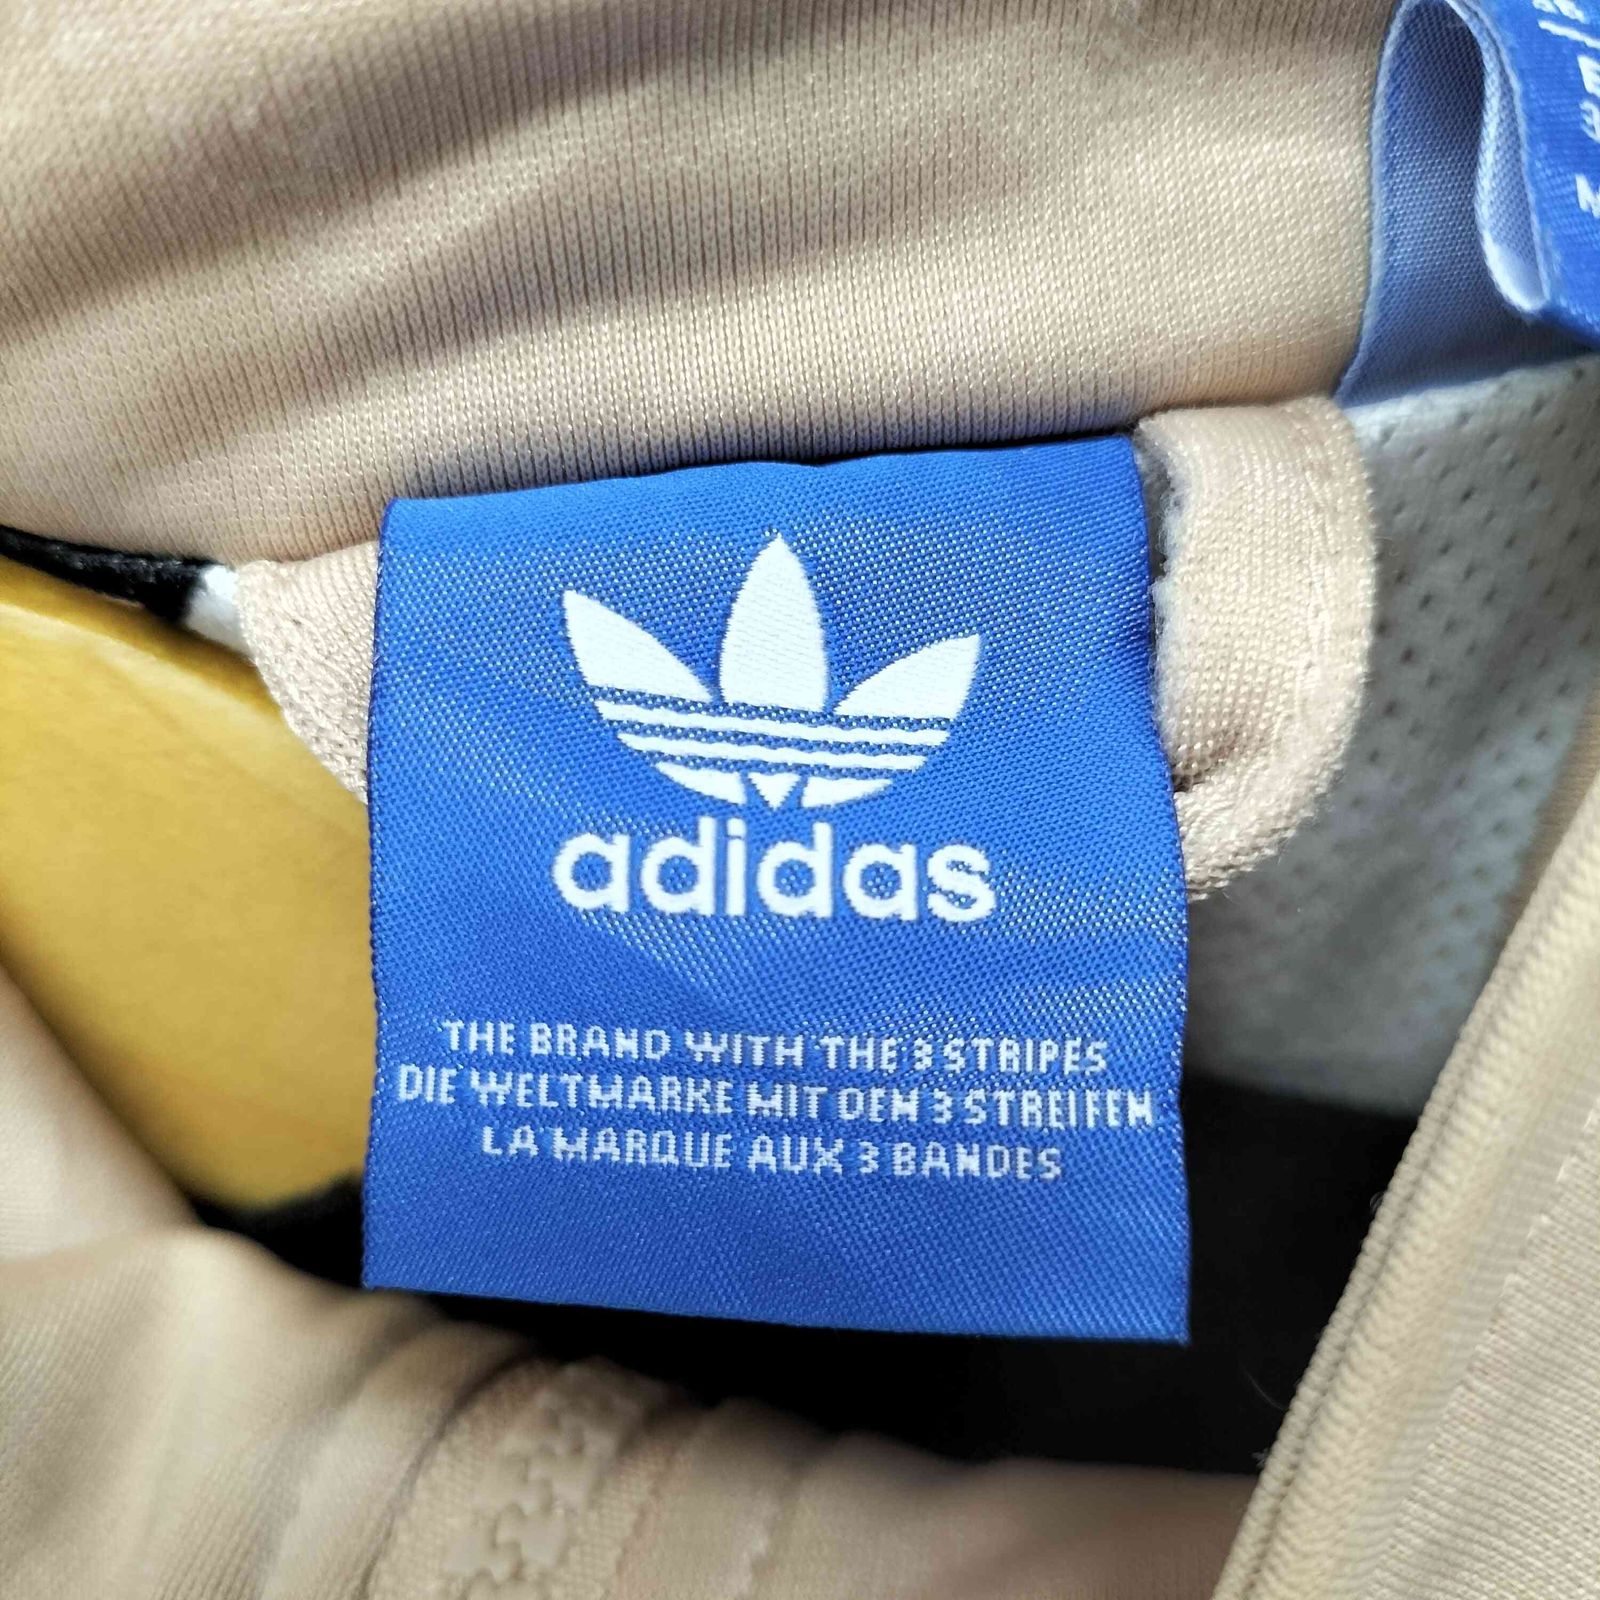 adidas
THE BRAND WITH THE 3 STRIPES
DIE WELTMARKE MIT DEN 3 STREIFEN
LA MARQUE AUX 3 BANDES